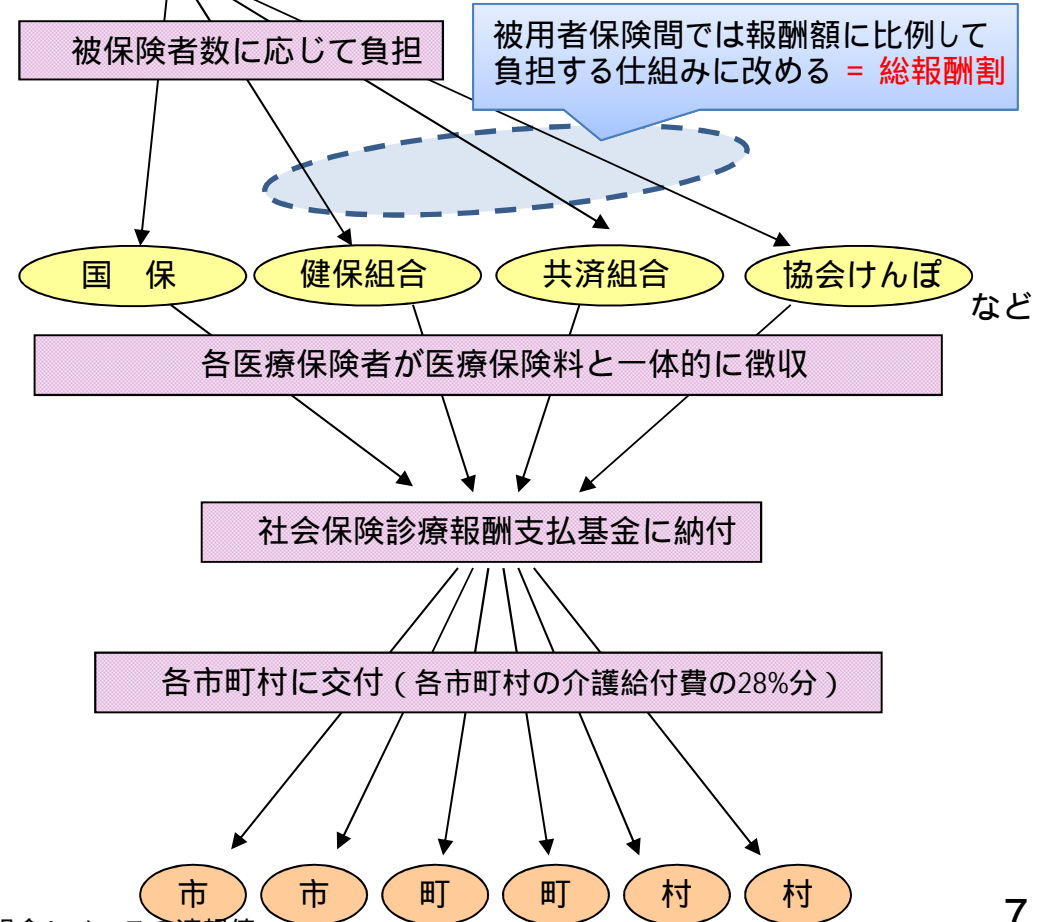 被保険者数に応じて負担
被用者保険間では報酬額に比例して
負担する仕組みに改める = 総報酬割
国 保
健保組合
共済組合
協会けんぽ
など
各医療保険者が医療保険料と一体的に徴収
社会保険診療報酬支払基金に納付
各市町村に交付(各市町村の介護給付費の28%分)
市
市
町
町
村
村
7